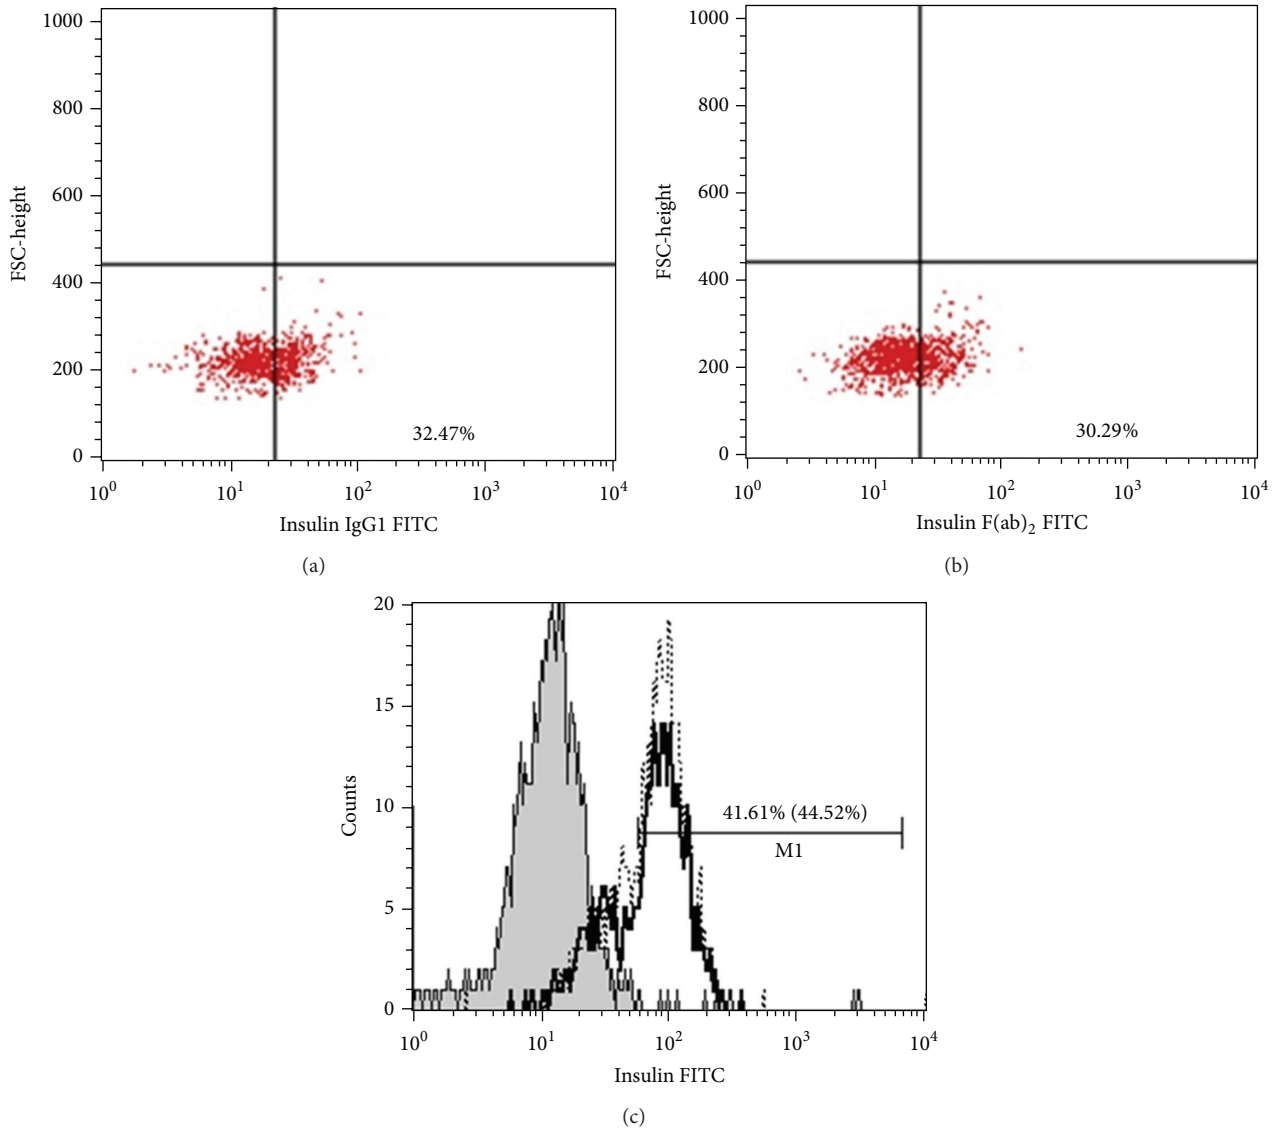 1000
800
600
400
200
0
FSC-height
32.47%
10^0 10^1 10^2 10^3 10^4
Insulin IgG1 FITC
(a)
1000
800
600
400
200
0
FSC-height
30.29%
10^0 10^1 10^2 10^3 10^4
Insulin F(ab)_2 FITC
(b)
20
15
10
5
0
Counts
41.61% (44.52%)
M1
10^0 10^1 10^2 10^3 10^4
Insulin FITC
(c)